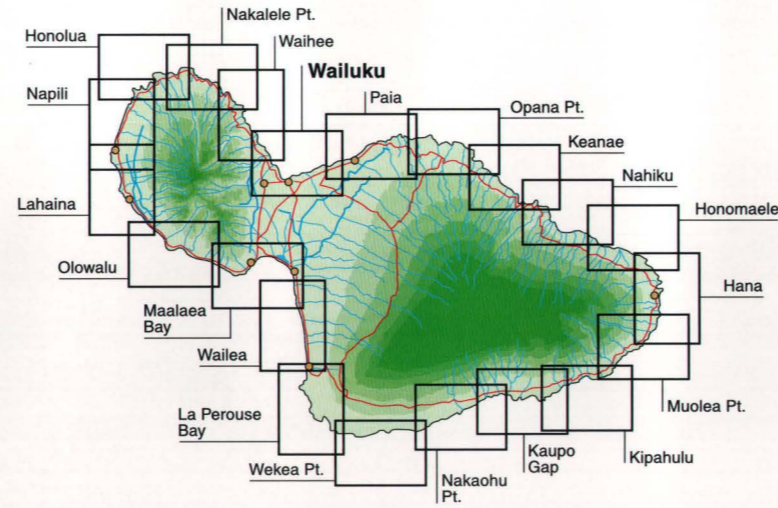 Nakalele Pt.
Honolua
Waihee
Wailuku
Napili
Paia
Opana Pt.
Keanae
Nahiku
Lahaina
Honomaele
Olowalu
Hana
Maalaea
Bay
Wailea
Muolea Pt.
La Perouse
Bay
Kaupo
Gap
Kipahulu
Wekea Pt.
Nakaohu
Pt.